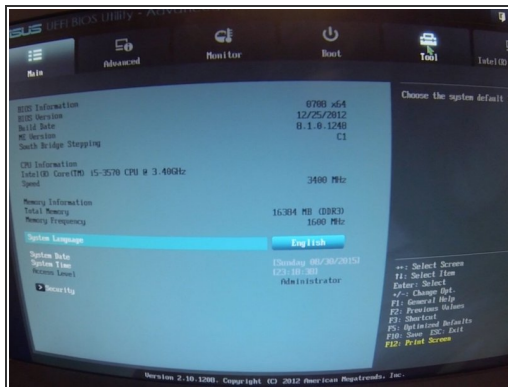 ASUS UEFI BIOS Utility - Advan
Main
Advanced
Monitor
Boot
Tool
Intel(R)
BIOS Information
BIOS Version 0708 x64
Build Date 12/25/2012
ME Version 8.1.0.1248
South Bridge Stepping C1
CPU Information
Intel(R) Core(TM) i5-3570 CPU @ 3.40GHz
Speed 3400 MHz
Memory Information
Total Memory 16384 MB (DDR3)
Memory Frequency 1600 MHz
System Language English
System Date [Sunday 08/30/2015]
System Time [23:10:30]
Access Level Administrator
Security
Choose the system default
→←: Select Screen
↑↓: Select Item
Enter: Select
+/-: Change Opt.
F1: General Help
F2: Previous Values
F3: Shortcut
F5: Optimized Defaults
F10: Save ESC: Exit
F12: Print Screen
Version 2.10.1208. Copyright (C) 2012 American Megatrends, Inc.